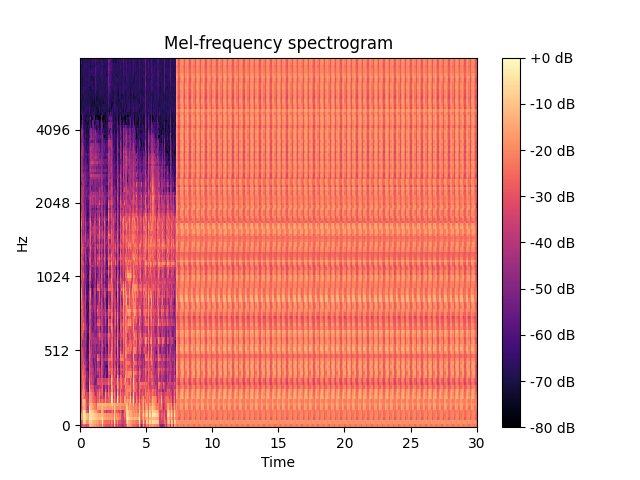 Mel-frequency spectrogram
+0 dB
-10 dB
-20 dB
-30 dB
-40 dB
-50 dB
-60 dB
-70 dB
-80 dB
4096
2048
1024
512
0
Hz
0 5 10 15 20 25 30
Time